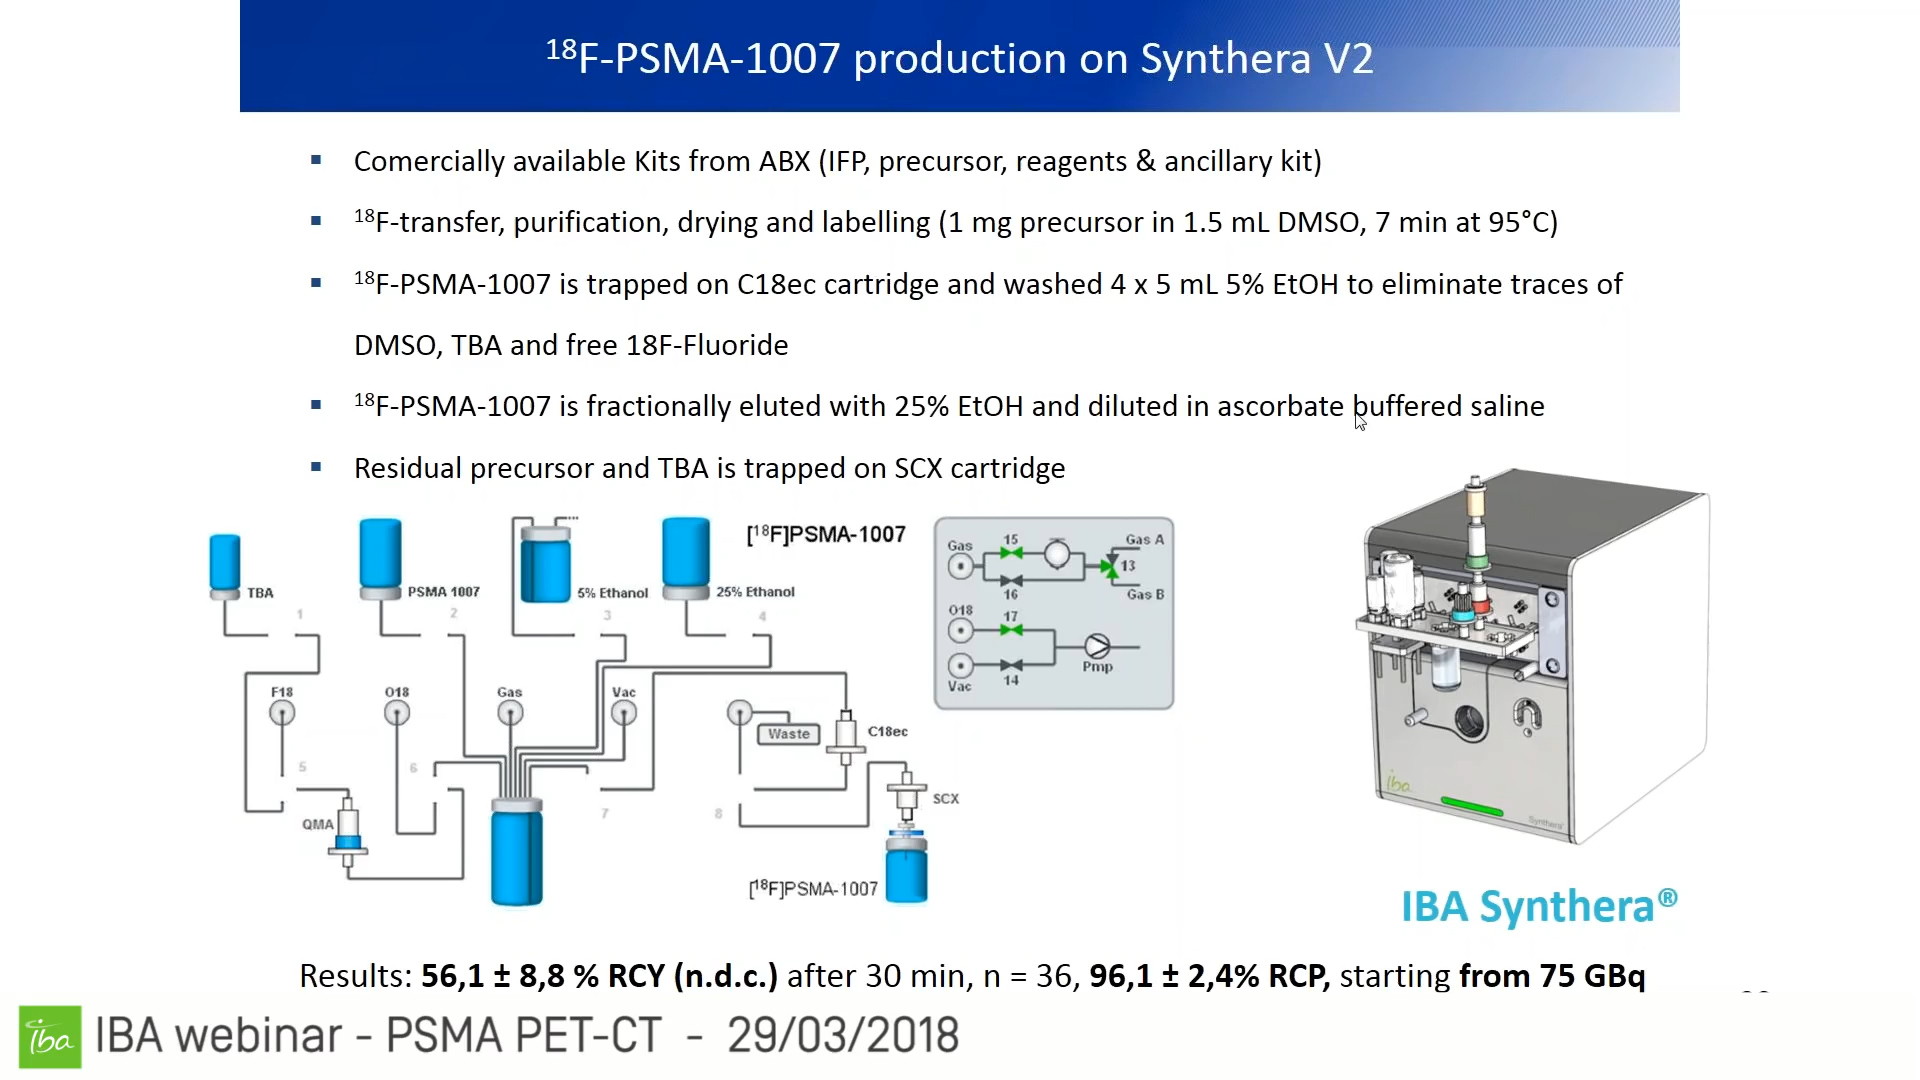 ¹⁸F-PSMA-1007 production on Synthera V2
Comercially available Kits from ABX (IFP, precursor, reagents & ancillary kit)
¹⁸F-transfer, purification, drying and labelling (1 mg precursor in 1.5 mL DMSO, 7 min at 95°C)
¹⁸F-PSMA-1007 is trapped on C18ec cartridge and washed 4 x 5 mL 5% EtOH to eliminate traces of
DMSO, TBA and free 18F-Fluoride
¹⁸F-PSMA-1007 is fractionally eluted with 25% EtOH and diluted in ascorbate buffered saline
Residual precursor and TBA is trapped on SCX cartridge
[¹⁸F]PSMA-1007
TBA
PSMA 1007
5% Ethanol
25% Ethanol
1
2
3
4
F18
O18
Gas
Vac
Waste
C18ec
5
6
7
8
QMA
SCX
[¹⁸F]PSMA-1007
Gas
15
Gas A
13
16
Gas B
O18
17
Pmp
Vac
14
iba
Synthera
IBA Synthera®
Results: 56,1 ± 8,8 % RCY (n.d.c.) after 30 min, n = 36, 96,1 ± 2,4% RCP, starting from 75 GBq
iba
IBA webinar - PSMA PET-CT - 29/03/2018